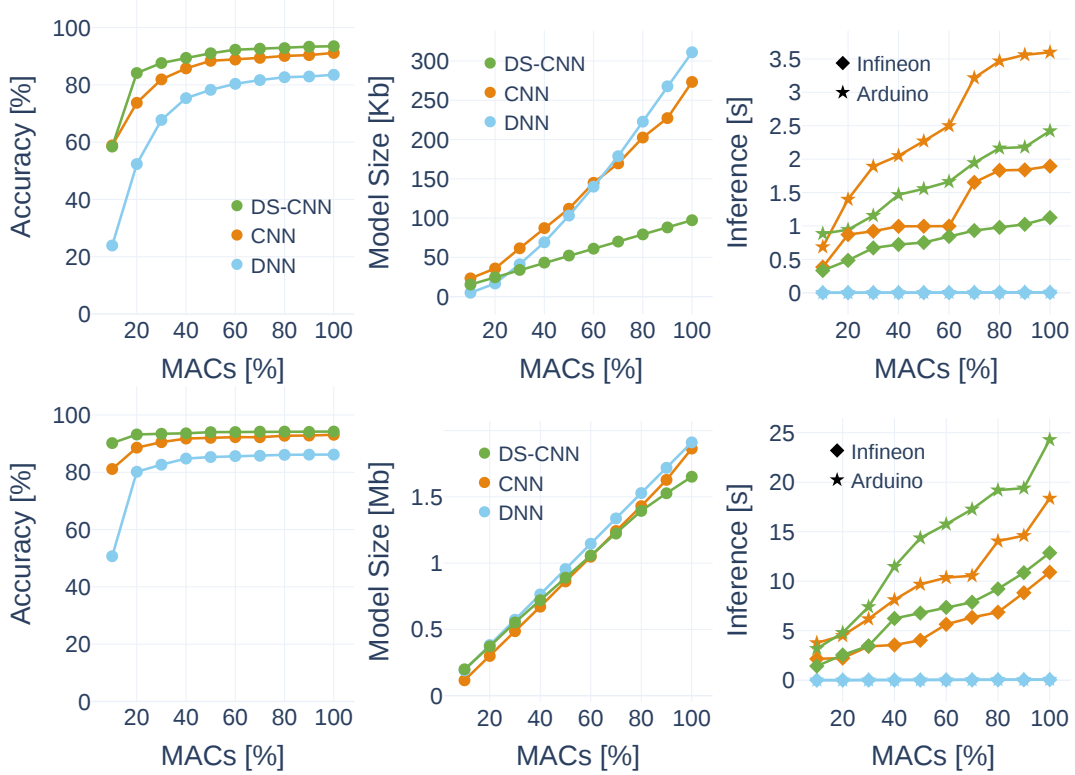 Accuracy [%]
100
80
60
40
20
0
DS-CNN
CNN
DNN
20 40 60 80 100
MACs [%]
Model Size [Kb]
300
250
200
150
100
50
0
DS-CNN
CNN
DNN
20 40 60 80 100
MACs [%]
Inference [s]
3.5
3
2.5
2
1.5
1
0.5
0
Infineon
Arduino
20 40 60 80 100
MACs [%]
Accuracy [%]
100
80
60
40
20
0
20 40 60 80 100
MACs [%]
Model Size [Mb]
1.5
1
0.5
0
DS-CNN
CNN
DNN
20 40 60 80 100
MACs [%]
Inference [s]
25
20
15
10
5
0
Infineon
Arduino
20 40 60 80 100
MACs [%]